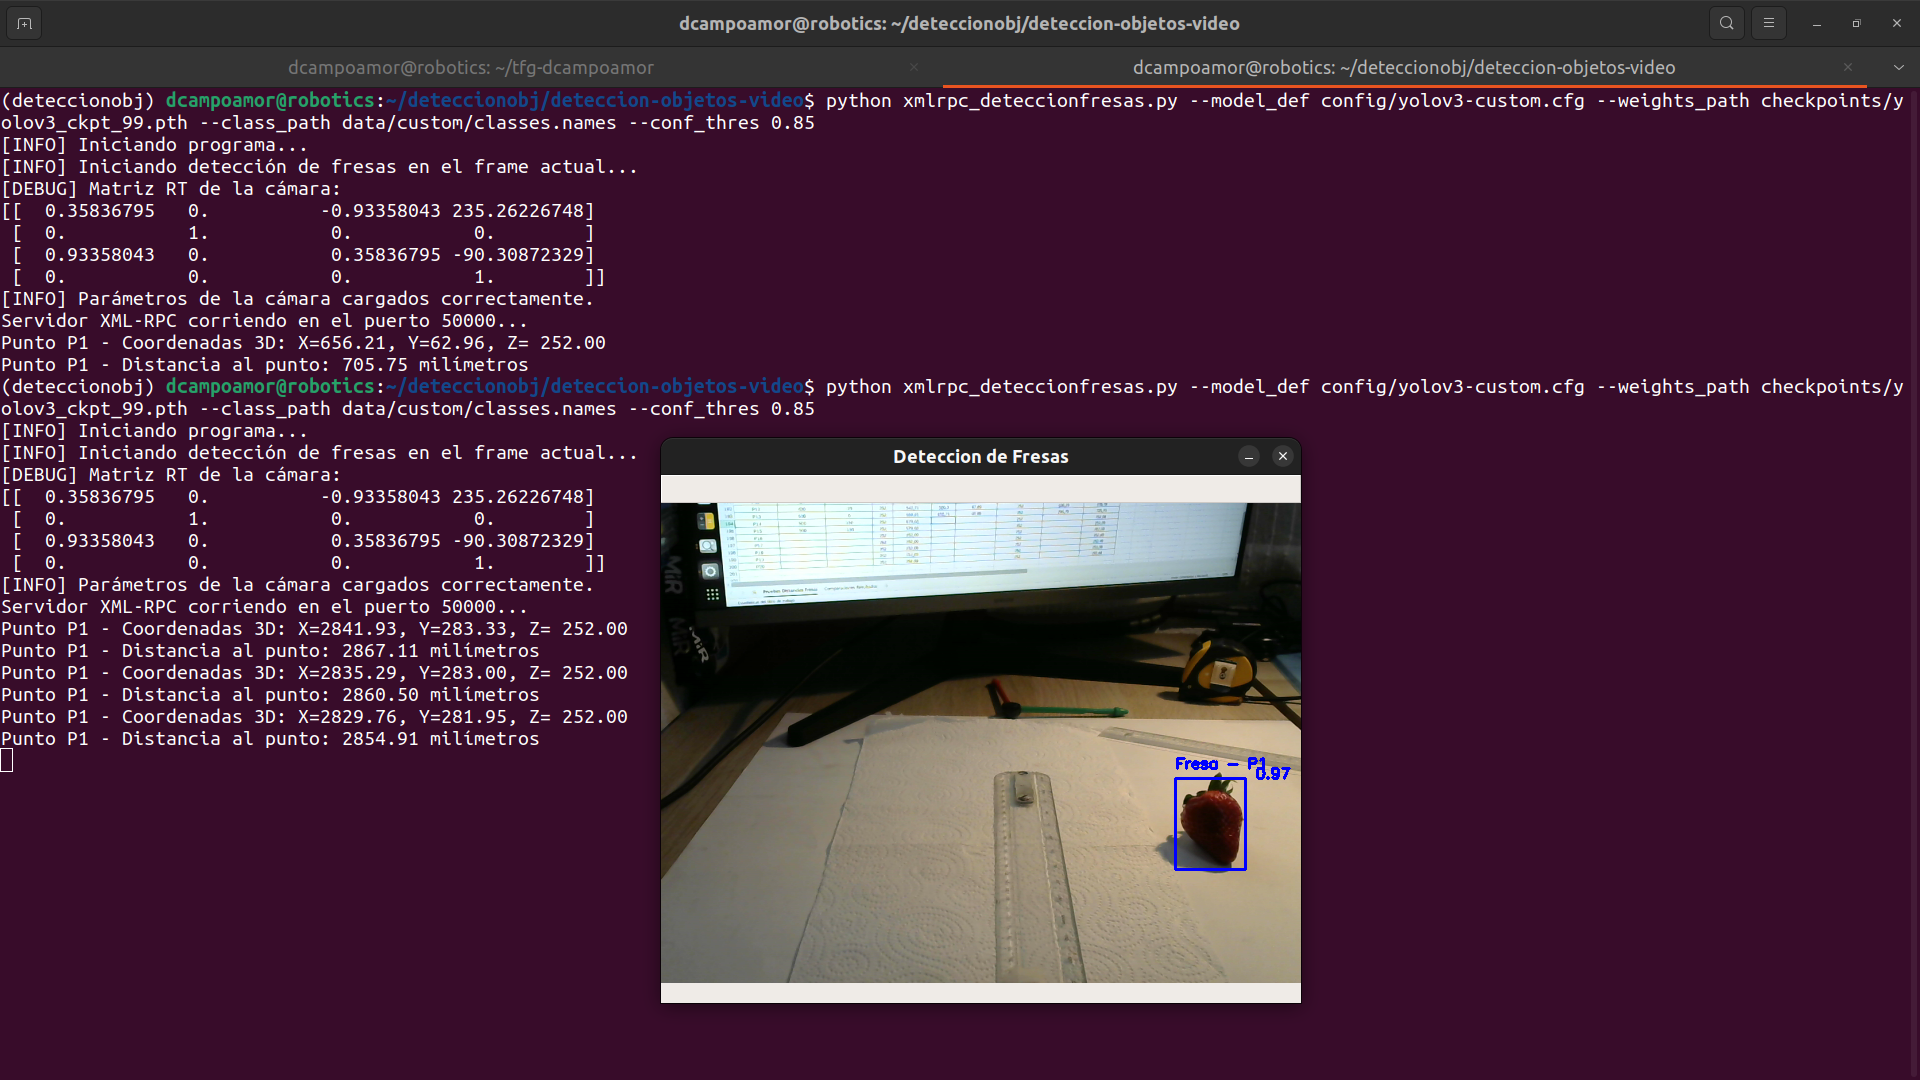 dcampoamor@robotics: ~/deteccionobj/deteccion-objetos-video
dcampoamor@robotics: ~/tfg-dcampoamor
dcampoamor@robotics: ~/deteccionobj/deteccion-objetos-video
(deteccionobj) dcampoamor@robotics:~/deteccionobj/deteccion-objetos-video$ python xmlrpc_deteccionfresas.py --model_def config/yolov3-custom.cfg --weights_path checkpoints/y
olov3_ckpt_99.pth --class_path data/custom/classes.names --conf_thres 0.85
[INFO] Iniciando programa...
[INFO] Iniciando detección de fresas en el frame actual...
[DEBUG] Matriz RT de la cámara:
[[ 0.35836795 0. -0.93358043 235.26226748]
[ 0. 1. 0. 0. ]
[ 0.93358043 0. 0.35836795 -90.30872329]
[ 0. 0. 0. 1. ]]
[INFO] Parámetros de la cámara cargados correctamente.
Servidor XML-RPC corriendo en el puerto 50000...
Punto P1 - Coordenadas 3D: X=656.21, Y=62.96, Z= 252.00
Punto P1 - Distancia al punto: 705.75 milímetros
(deteccionobj) dcampoamor@robotics:~/deteccionobj/deteccion-objetos-video$ python xmlrpc_deteccionfresas.py --model_def config/yolov3-custom.cfg --weights_path checkpoints/y
olov3_ckpt_99.pth --class_path data/custom/classes.names --conf_thres 0.85
[INFO] Iniciando programa...
[INFO] Iniciando detección de fresas en el frame actual...
[DEBUG] Matriz RT de la cámara:
[[ 0.35836795 0. -0.93358043 235.26226748]
[ 0. 1. 0. 0. ]
[ 0.93358043 0. 0.35836795 -90.30872329]
[ 0. 0. 0. 1. ]]
[INFO] Parámetros de la cámara cargados correctamente.
Servidor XML-RPC corriendo en el puerto 50000...
Punto P1 - Coordenadas 3D: X=2841.93, Y=283.33, Z= 252.00
Punto P1 - Distancia al punto: 2867.11 milímetros
Punto P1 - Coordenadas 3D: X=2835.29, Y=283.00, Z= 252.00
Punto P1 - Distancia al punto: 2860.50 milímetros
Punto P1 - Coordenadas 3D: X=2829.76, Y=281.95, Z= 252.00
Punto P1 - Distancia al punto: 2854.91 milímetros
Deteccion de Fresas
MiR
MiR
MiR
Fresa - P1
0.97